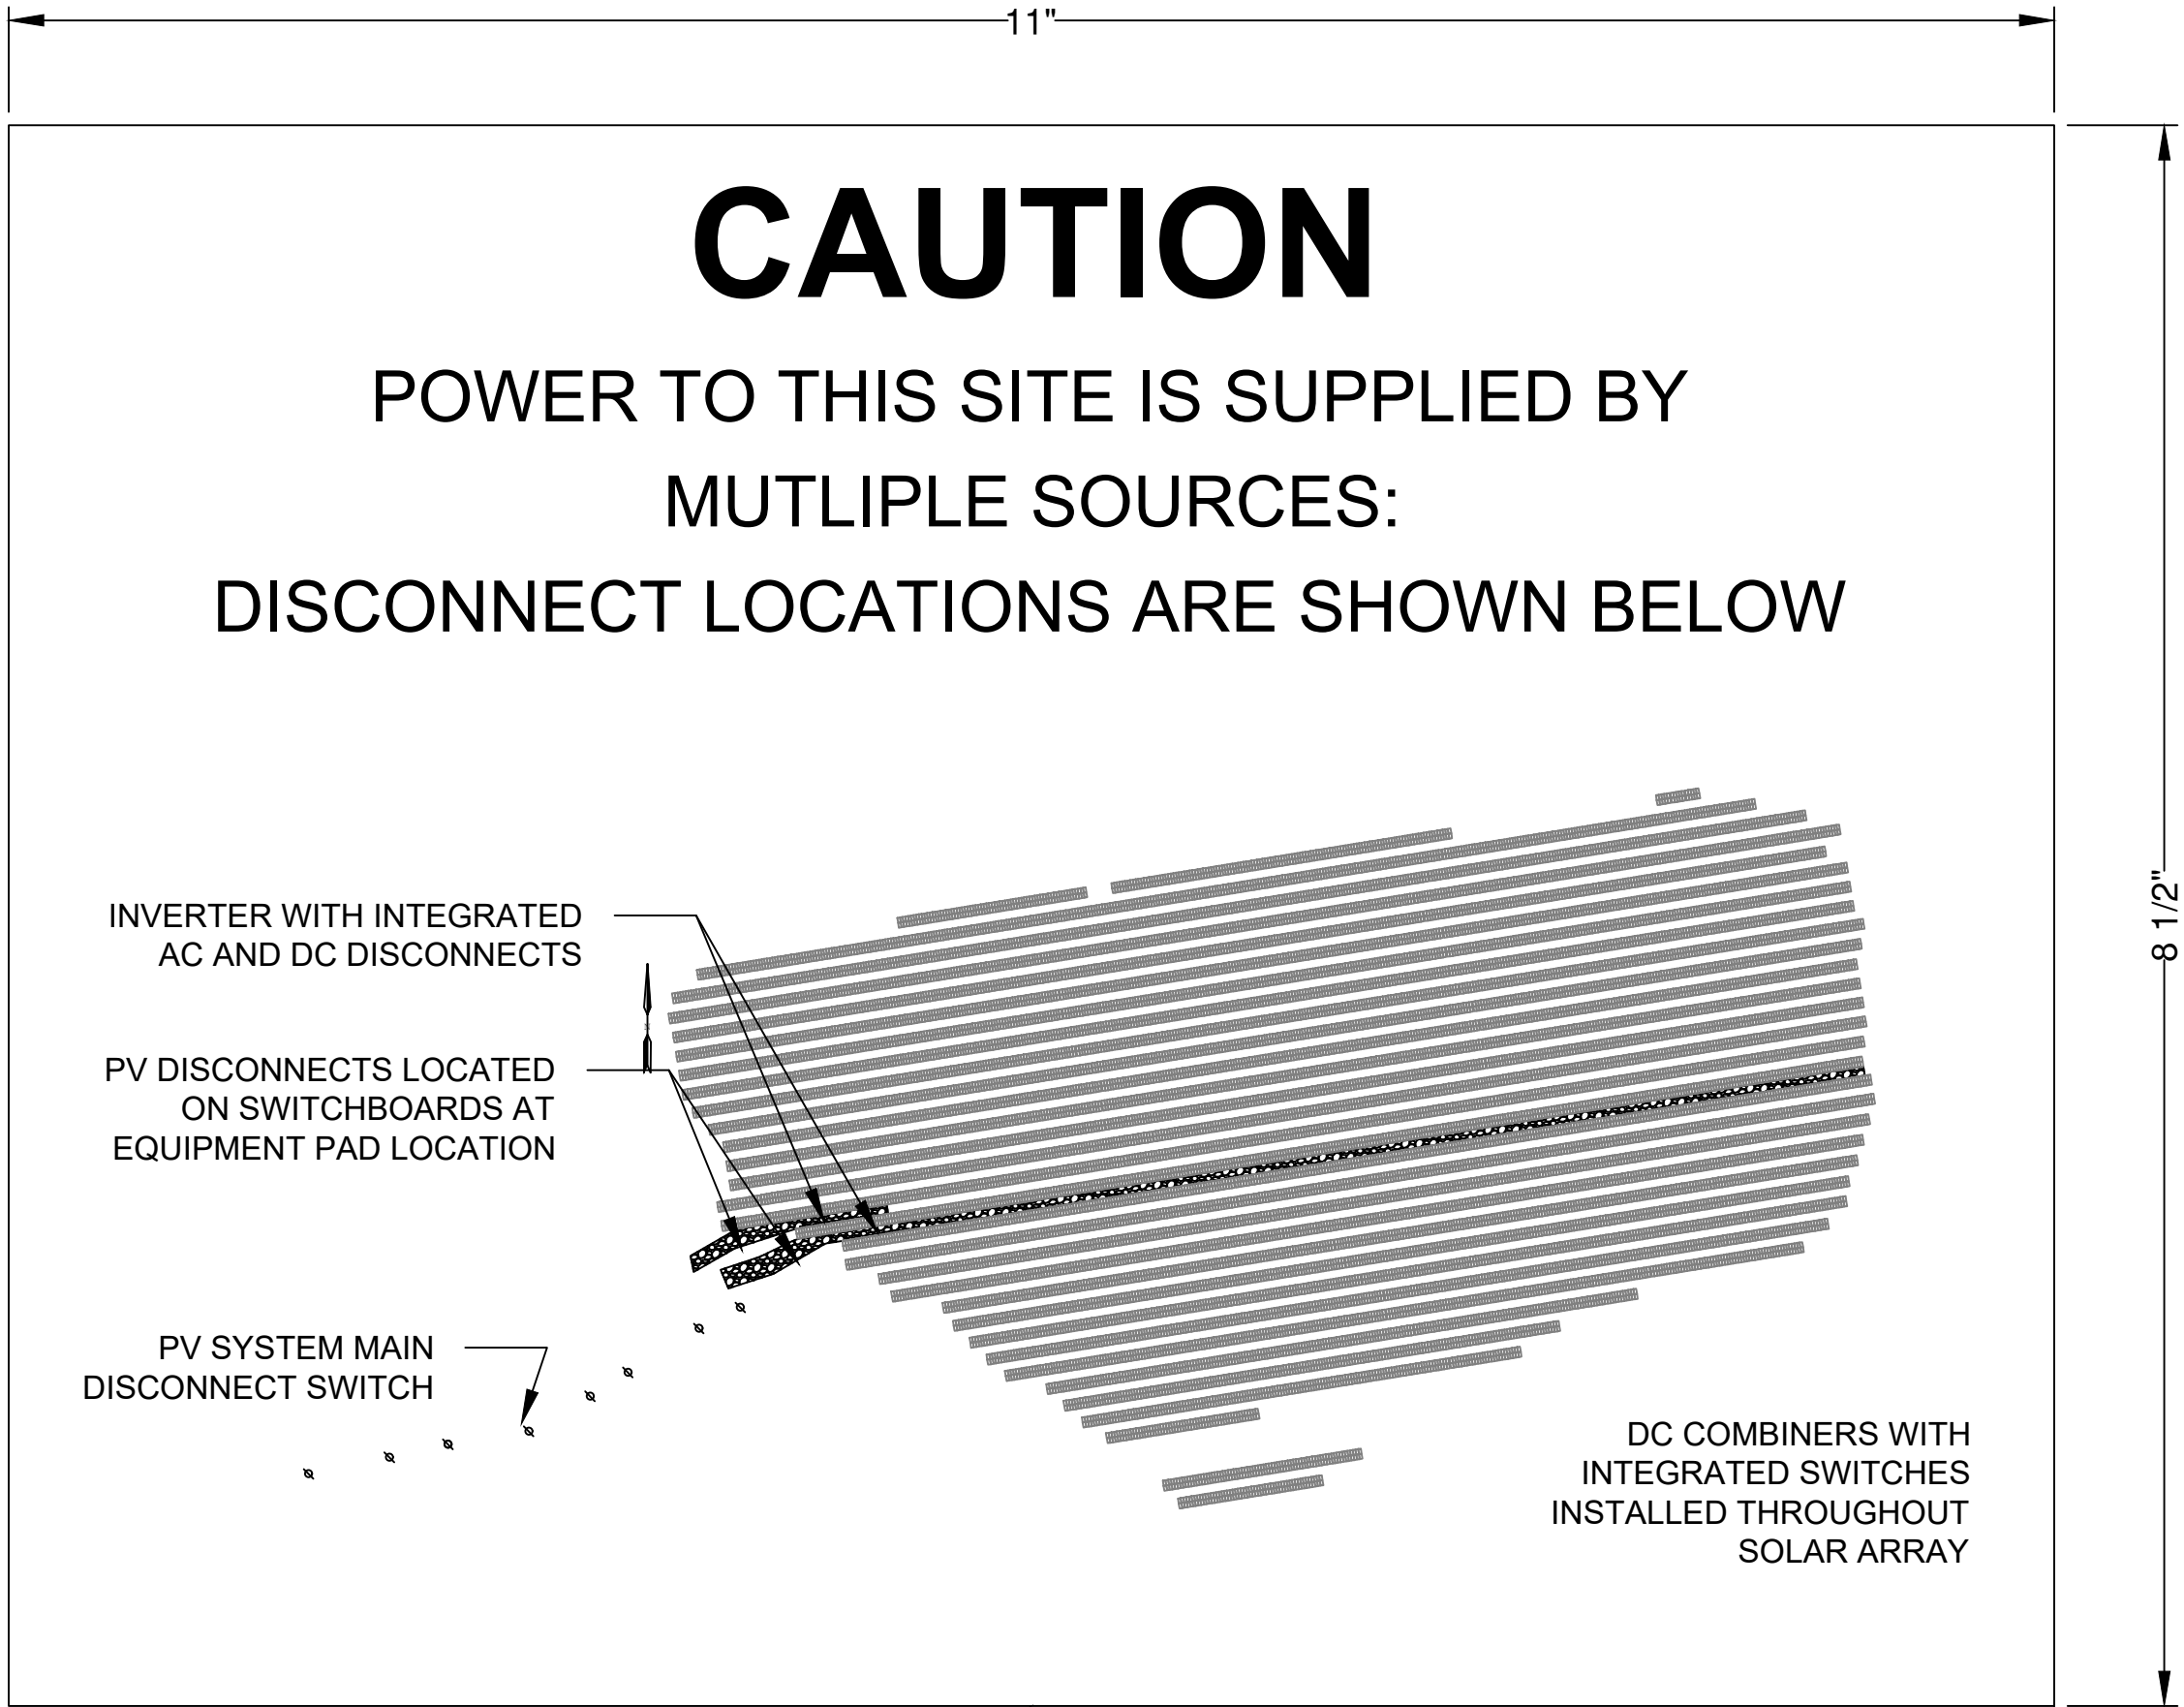 11"
CAUTION
POWER TO THIS SITE IS SUPPLIED BY
MUTLIPLE SOURCES:
DISCONNECT LOCATIONS ARE SHOWN BELOW
8 1/2"
INVERTER WITH INTEGRATED
AC AND DC DISCONNECTS
PV DISCONNECTS LOCATED
ON SWITCHBOARDS AT
EQUIPMENT PAD LOCATION
PV SYSTEM MAIN
DISCONNECT SWITCH
DC COMBINERS WITH
INTEGRATED SWITCHES
INSTALLED THROUGHOUT
SOLAR ARRAY